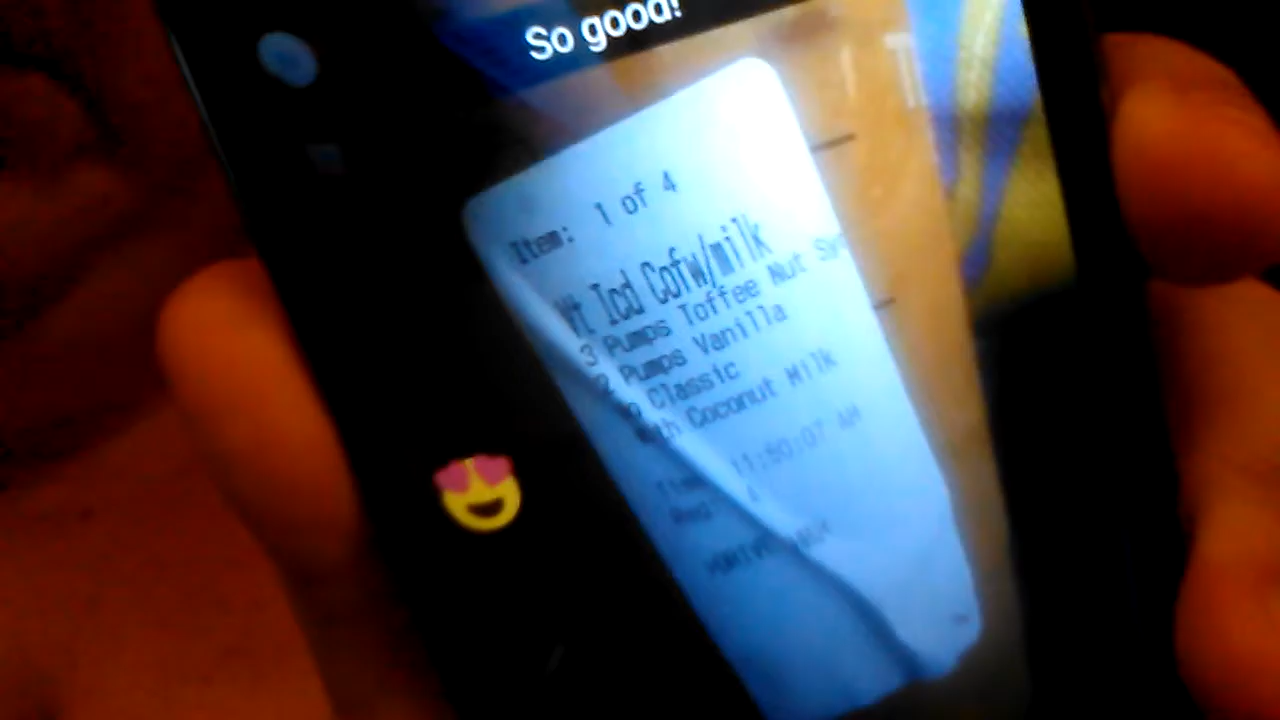 So good!
Item: 1 of 4
Vt Icd Cofw/milk
3 Pumps Toffee Nut
2 Pumps Vanilla
Classic
Coconut Milk
11:50:07 AM